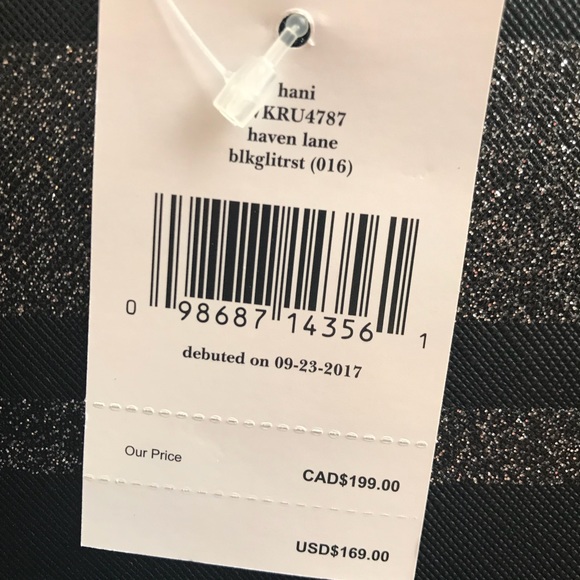 hani
KRU4787
haven lane
blkglitrst (016)
0 98687 14356 1
debuted on 09-23-2017
Our Price
CAD$199.00
USD$169.00